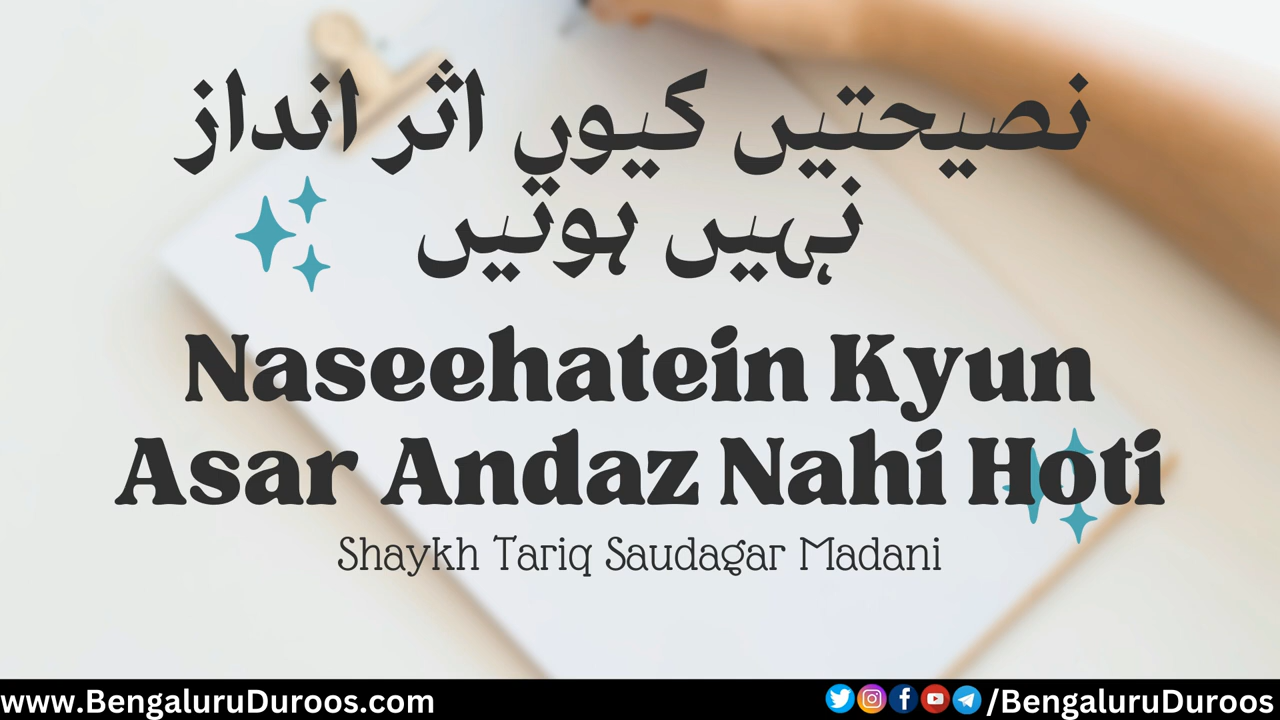 نصیحتیں کیوں اثر انداز
نہیں ہوتیں
Naseehatein Kyun
Asar Andaz Nahi Hoti
Shaykh Tariq Saudagar Madani
www.BengaluruDuroos.com
/BengaluruDuroos